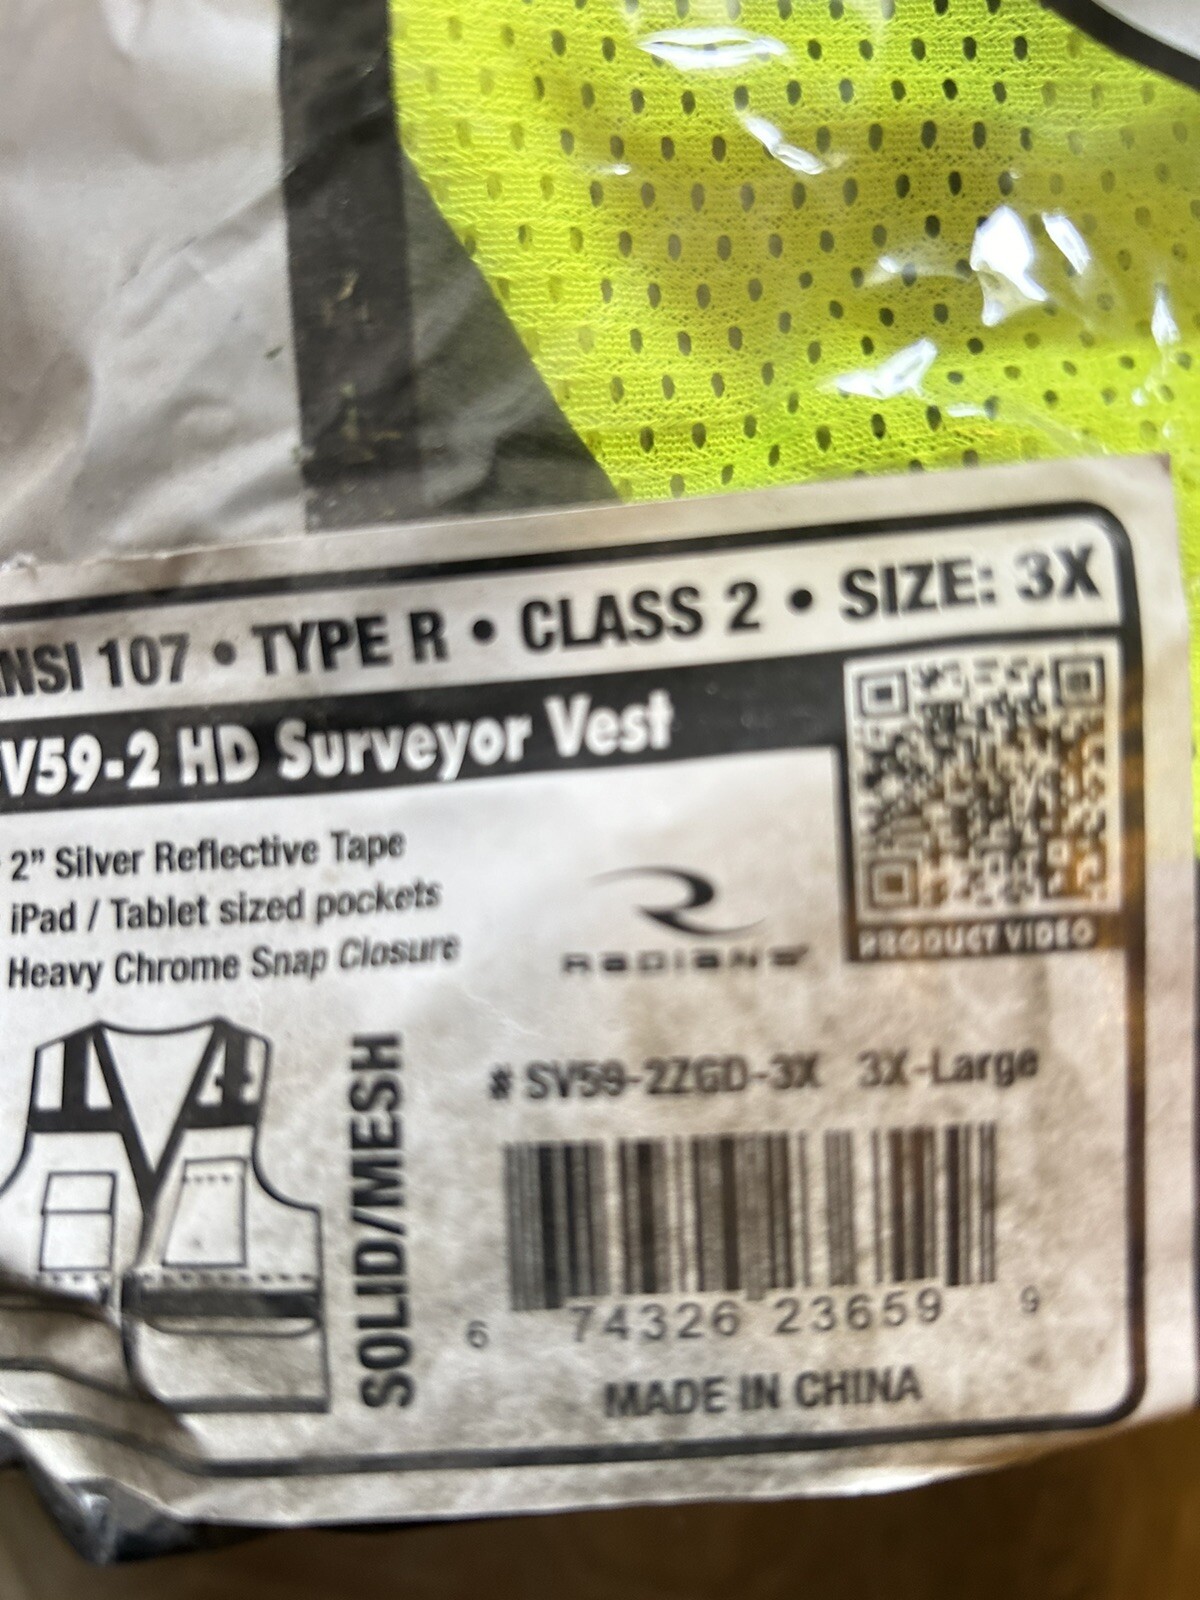 NSI 107 • TYPE R • CLASS 2 • SIZE: 3X
V59-2 HD Surveyor Vest
2" Silver Reflective Tape
iPad / Tablet sized pockets
Heavy Chrome Snap Closure
RADIANS
PRODUCT VIDEO
SOLID/MESH
# SV59-2ZGD-3X 3X-Large
6 74326 23659 9
MADE IN CHINA